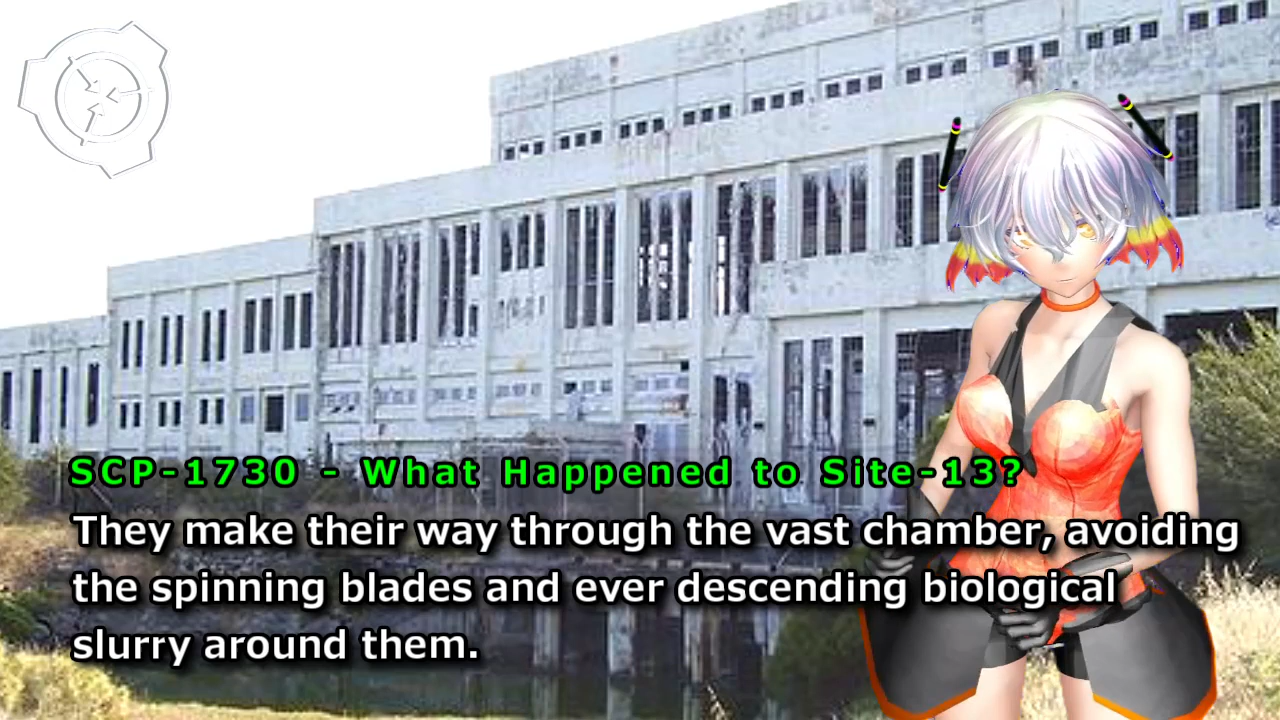 SCP-1730 - What Happened to Site-13?
They make their way through the vast chamber, avoiding
the spinning blades and ever descending biological
slurry around them.